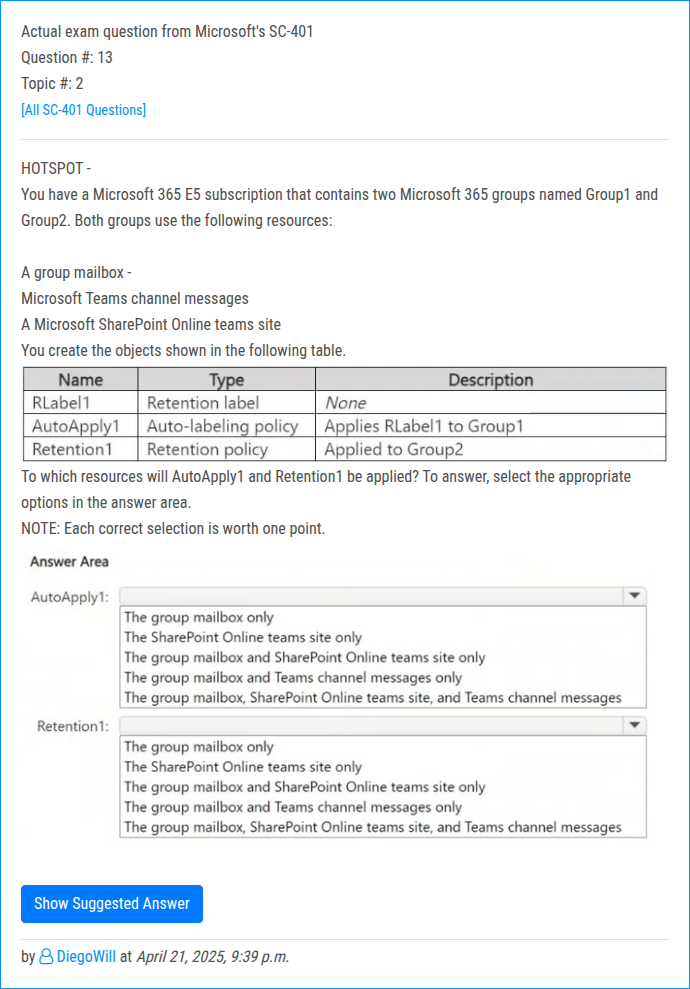 Actual exam question from Microsoft's SC-401
Question #: 13
Topic #: 2
[All SC-401 Questions]
HOTSPOT -
You have a Microsoft 365 E5 subscription that contains two Microsoft 365 groups named Group1 and
Group2. Both groups use the following resources:
A group mailbox -
Microsoft Teams channel messages
A Microsoft SharePoint Online teams site
You create the objects shown in the following table.
Name Type Description
RLabel1 Retention label None
AutoApply1 Auto-labeling policy Applies RLabel1 to Group1
Retention1 Retention policy Applied to Group2
To which resources will AutoApply1 and Retention1 be applied? To answer, select the appropriate
options in the answer area.
NOTE: Each correct selection is worth one point.
Answer Area
AutoApply1:
The group mailbox only
The SharePoint Online teams site only
The group mailbox and SharePoint Online teams site only
The group mailbox and Teams channel messages only
The group mailbox, SharePoint Online teams site, and Teams channel messages
Retention1:
The group mailbox only
The SharePoint Online teams site only
The group mailbox and SharePoint Online teams site only
The group mailbox and Teams channel messages only
The group mailbox, SharePoint Online teams site, and Teams channel messages
Show Suggested Answer
by DiegoWill at April 21, 2025, 9:39 p.m.